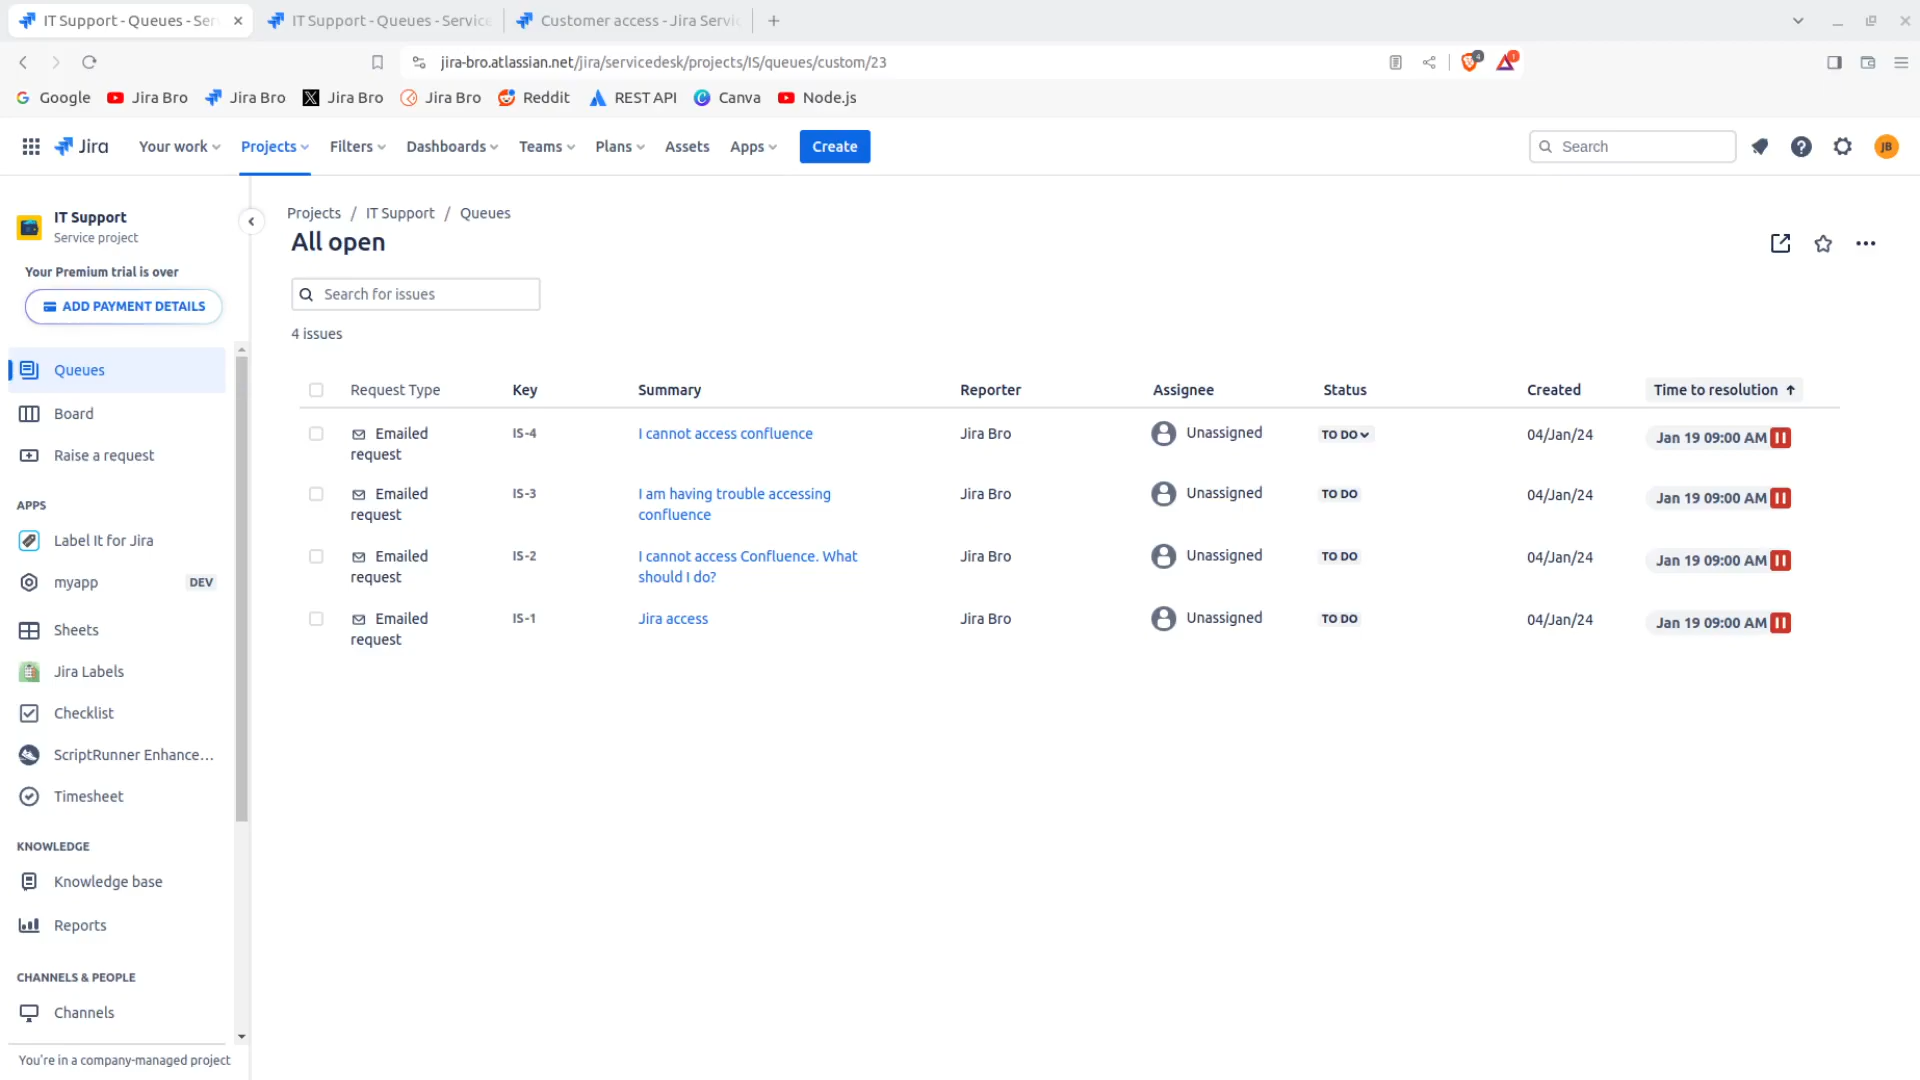 IT Support - Queues - Serv
IT Support - Queues - Service
Customer access - Jira Servic
jira-bro.atlassian.net/jira/servicedesk/projects/IS/queues/custom/23
4
1
Google
Jira Bro
Jira Bro
Jira Bro
Jira Bro
Reddit
REST API
Canva
Node.js
Jira
Your work
Projects
Filters
Dashboards
Teams
Plans
Assets
Apps
Create
Search
JB
IT Support
Service project
Your Premium trial is over
ADD PAYMENT DETAILS
Queues
Board
Raise a request
APPS
Label It for Jira
myapp
DEV
Sheets
Jira Labels
Checklist
ScriptRunner Enhance...
Timesheet
KNOWLEDGE
Knowledge base
Reports
CHANNELS & PEOPLE
Channels
You're in a company-managed project
Projects / IT Support / Queues
All open
Search for issues
4 issues
Request Type Key Summary Reporter Assignee Status Created Time to resolution
Emailed request IS-4 I cannot access confluence Jira Bro Unassigned TO DO 04/Jan/24 Jan 19 09:00 AM
Emailed request IS-3 I am having trouble accessing confluence Jira Bro Unassigned TO DO 04/Jan/24 Jan 19 09:00 AM
Emailed request IS-2 I cannot access Confluence. What should I do? Jira Bro Unassigned TO DO 04/Jan/24 Jan 19 09:00 AM
Emailed request IS-1 Jira access Jira Bro Unassigned TO DO 04/Jan/24 Jan 19 09:00 AM